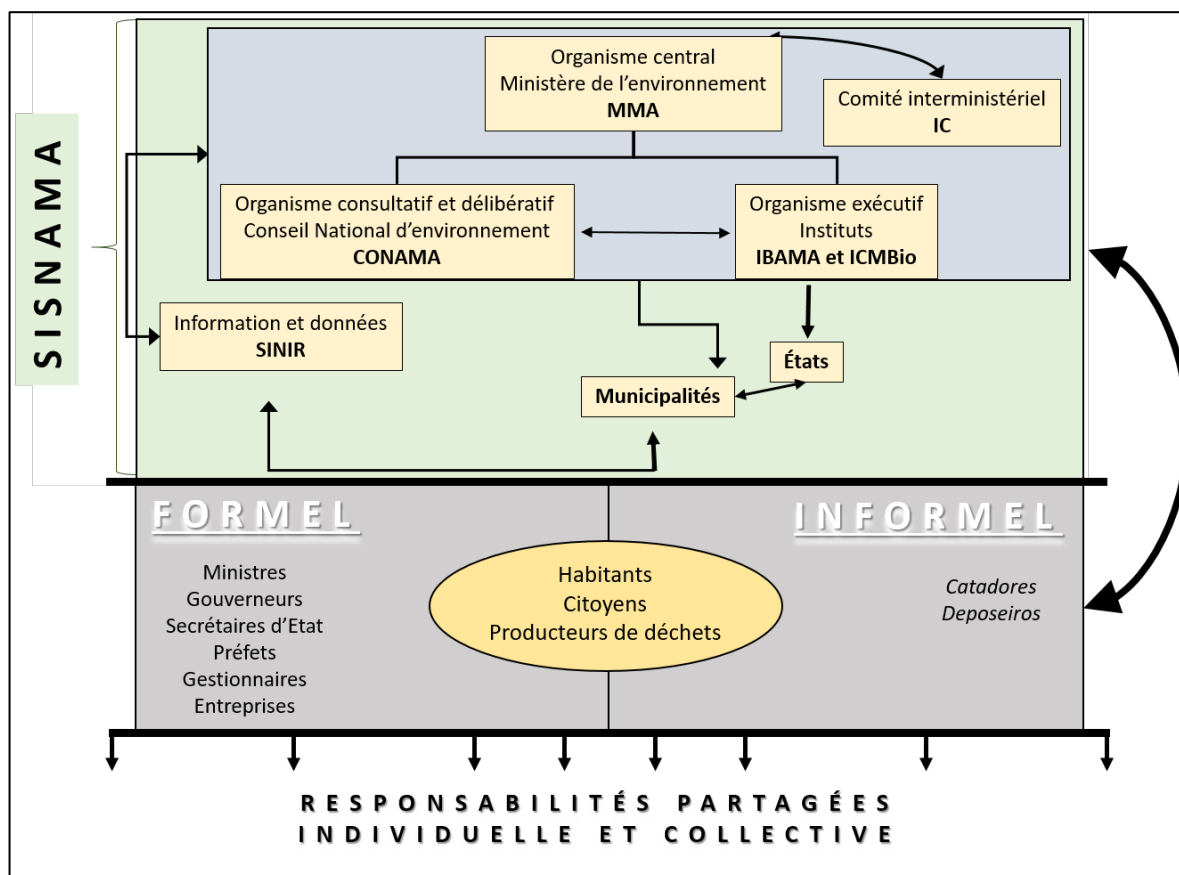 SISNAMA
Organisme central
Ministère de l'environnement
MMA
Comité interministériel
IC
Organisme consultatif et délibératif
Conseil National d'environnement
CONAMA
Organisme exécutif
Instituts
IBAMA et ICMBio
Information et données
SINIR
États
Municipalités
FORMEL
INFORMEL
Ministres
Gouverneurs
Secrétaires d'Etat
Préfets
Gestionnaires
Entreprises
Habitants
Citoyens
Producteurs de déchets
Catadores
Deposeiros
RESPONSABILITÉS PARTAGÉES
INDIVIDUELLE ET COLLECTIVE